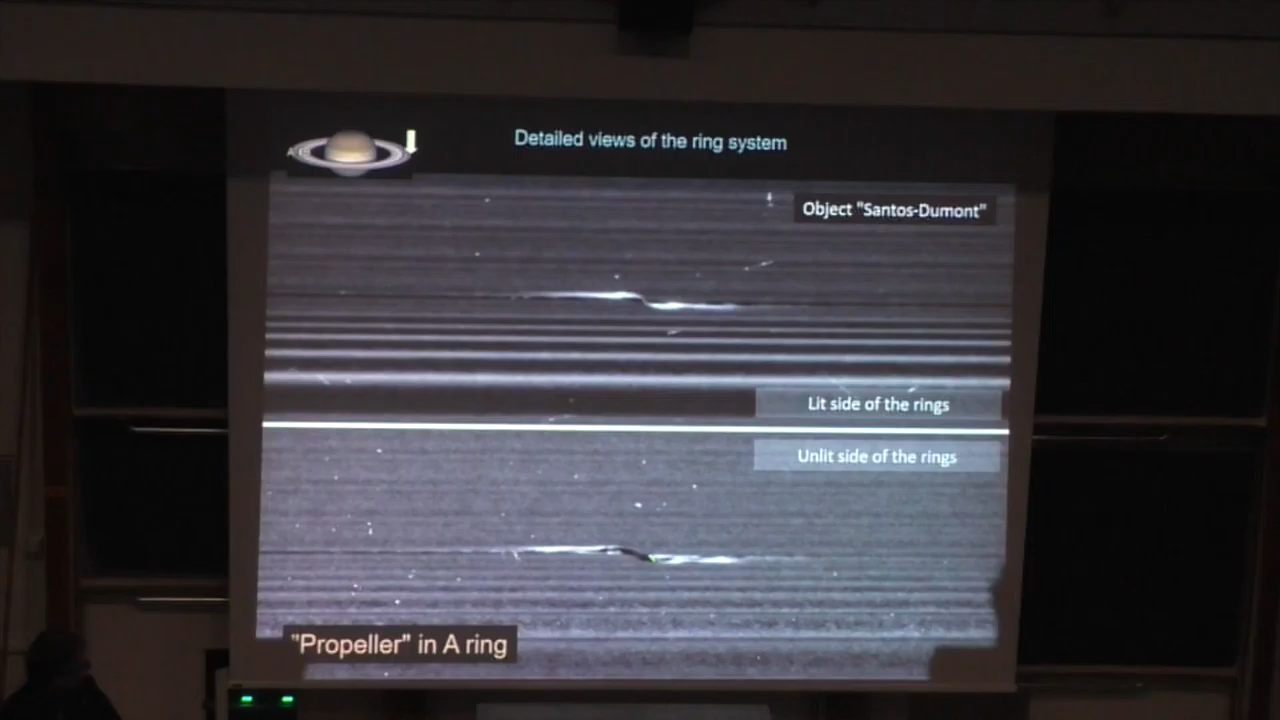 Detailed views of the ring system
A
Object "Santos-Dumont"
Lit side of the rings
Unlit side of the rings
"Propeller" in A ring